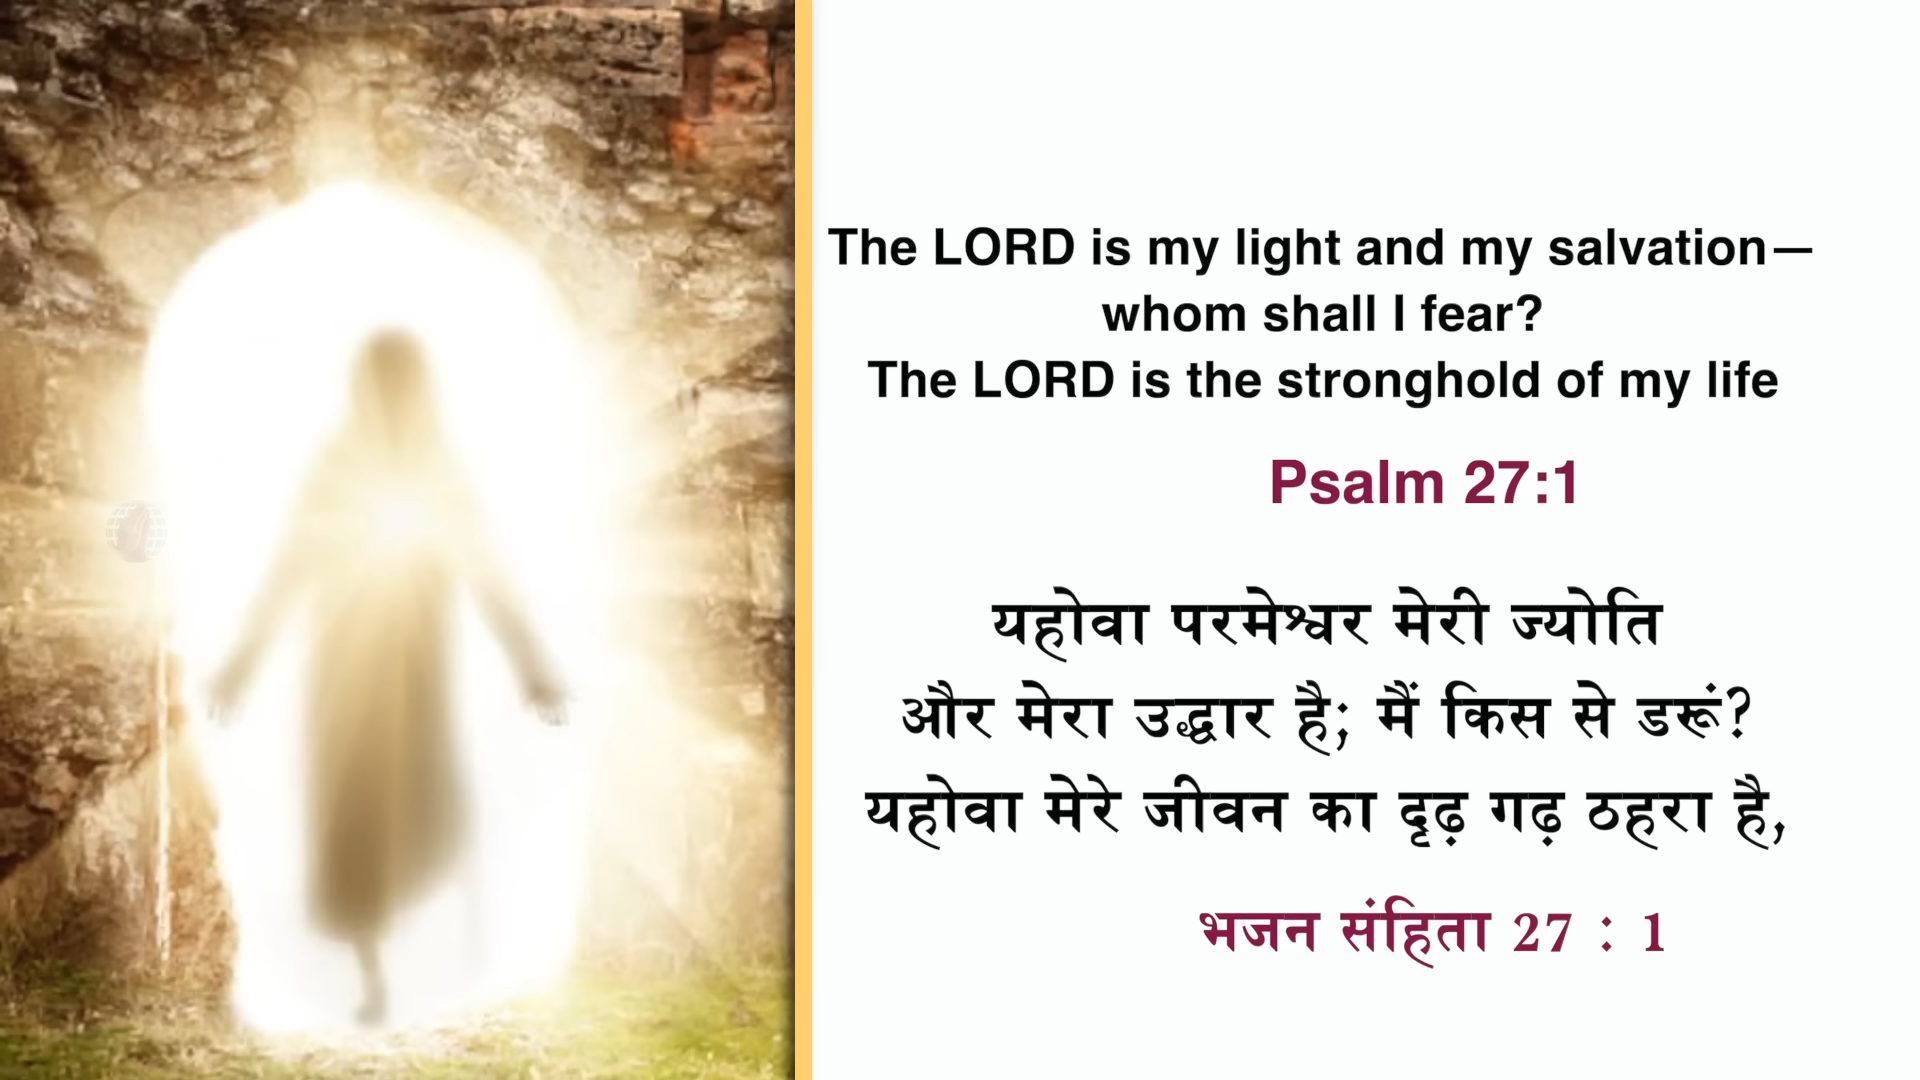 The LORD is my light and my salvation—
whom shall I fear?
The LORD is the stronghold of my life
Psalm 27:1
यहोवा परमेश्वर मेरी ज्योति
और मेरा उद्धार है; मैं किस से डरूं?
यहोवा मेरे जीवन का दृढ़ गढ़ ठहरा है,
भजन संहिता 27 : 1